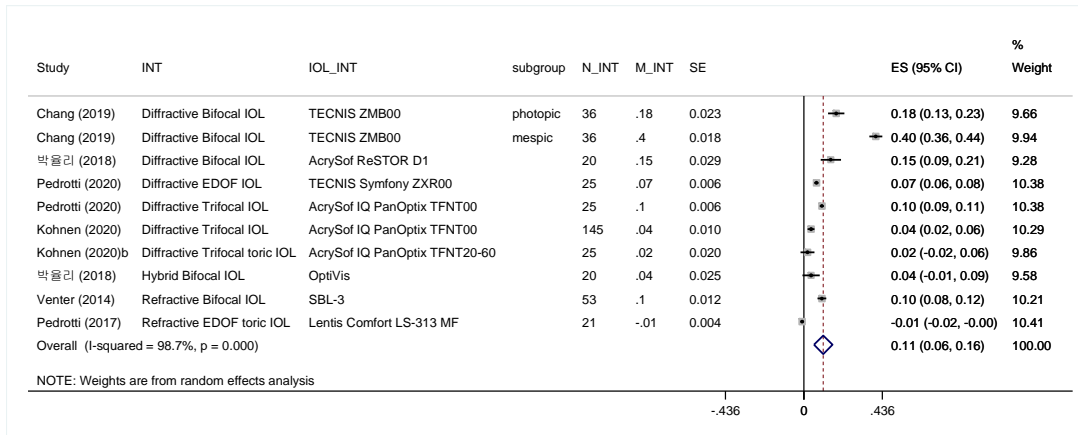 %
Study INT IOL_INT subgroup N_INT M_INT SE ES (95% CI) Weight
Chang (2019) Diffractive Bifocal IOL TECNIS ZMB00 photopic 36 .18 0.023 0.18 (0.13, 0.23) 9.66
Chang (2019) Diffractive Bifocal IOL TECNIS ZMB00 mespic 36 .4 0.018 0.40 (0.36, 0.44) 9.94
박율리 (2018) Diffractive Bifocal IOL AcrySof ReSTOR D1 20 .15 0.029 0.15 (0.09, 0.21) 9.28
Pedrotti (2020) Diffractive EDOF IOL TECNIS Symfony ZXR00 25 .07 0.006 0.07 (0.06, 0.08) 10.38
Pedrotti (2020) Diffractive Trifocal IOL AcrySof IQ PanOptix TFNT00 25 .1 0.006 0.10 (0.09, 0.11) 10.38
Kohnen (2020) Diffractive Trifocal IOL AcrySof IQ PanOptix TFNT00 145 .04 0.010 0.04 (0.02, 0.06) 10.29
Kohnen (2020)b Diffractive Trifocal toric IOL AcrySof IQ PanOptix TFNT20-60 25 .02 0.020 0.02 (-0.02, 0.06) 9.86
박율리 (2018) Hybrid Bifocal IOL OptiVis 20 .04 0.025 0.04 (-0.01, 0.09) 9.58
Venter (2014) Refractive Bifocal IOL SBL-3 53 .1 0.012 0.10 (0.08, 0.12) 10.21
Pedrotti (2017) Refractive EDOF toric IOL Lentis Comfort LS-313 MF 21 -.01 0.004 -0.01 (-0.02, -0.00) 10.41
Overall (I-squared = 98.7%, p = 0.000) 0.11 (0.06, 0.16) 100.00
NOTE: Weights are from random effects analysis
-.436 0 .436